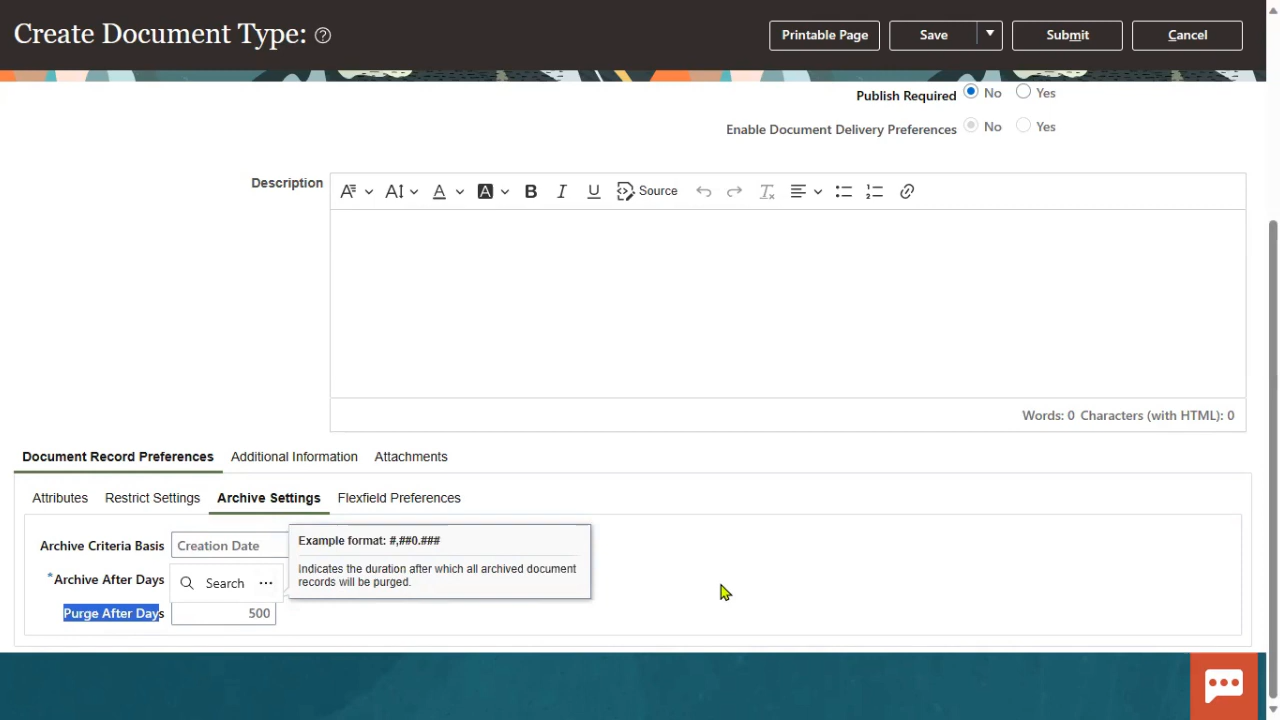 Create Document Type:
Printable Page
Save
Submit
Cancel
Publish Required No Yes
Enable Document Delivery Preferences No Yes
Description
Source
Words: 0 Characters (with HTML): 0
Document Record Preferences Additional Information Attachments
Attributes Restrict Settings Archive Settings Flexfield Preferences
Archive Criteria Basis Creation Date
Example format: #,##0.###
Indicates the duration after which all archived document
records will be purged.
*Archive After Days
Search
Purge After Days 500